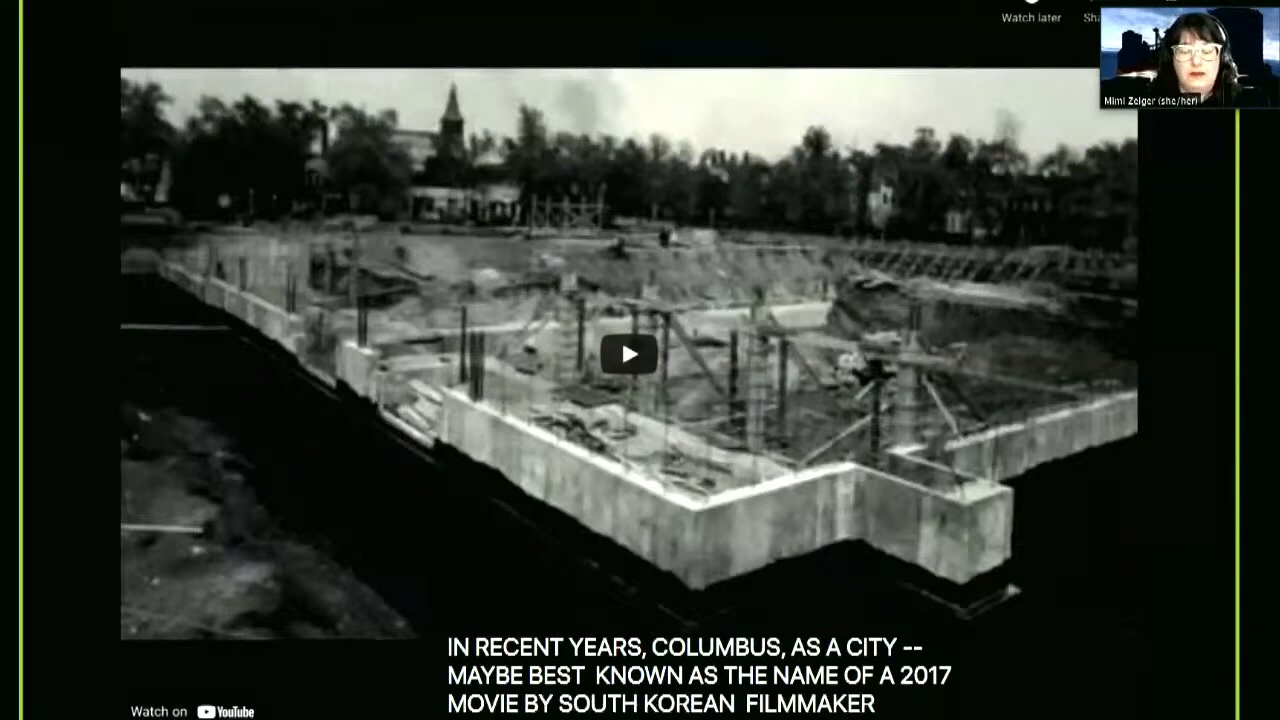 Watch later
Mimi Zeiger (she/her)
IN RECENT YEARS, COLUMBUS, AS A CITY --
MAYBE BEST KNOWN AS THE NAME OF A 2017
MOVIE BY SOUTH KOREAN FILMMAKER
Watch on YouTube